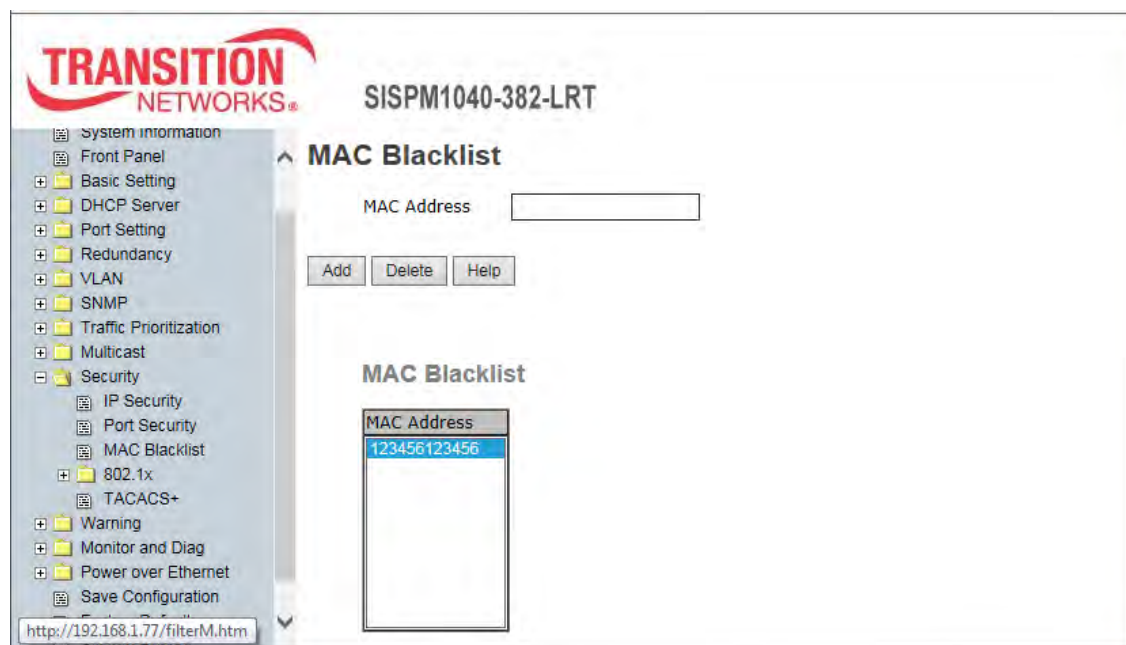 TRANSITION
NETWORKS®
SISPM1040-382-LRT
System Information
Front Panel
Basic Setting
DHCP Server
Port Setting
Redundancy
VLAN
SNMP
Traffic Prioritization
Multicast
Security
IP Security
Port Security
MAC Blacklist
802.1x
TACACS+
Warning
Monitor and Diag
Power over Ethernet
Save Configuration
http://192.168.1.77/filterM.htm
MAC Blacklist
MAC Address
Add Delete Help
MAC Blacklist
MAC Address
123456123456